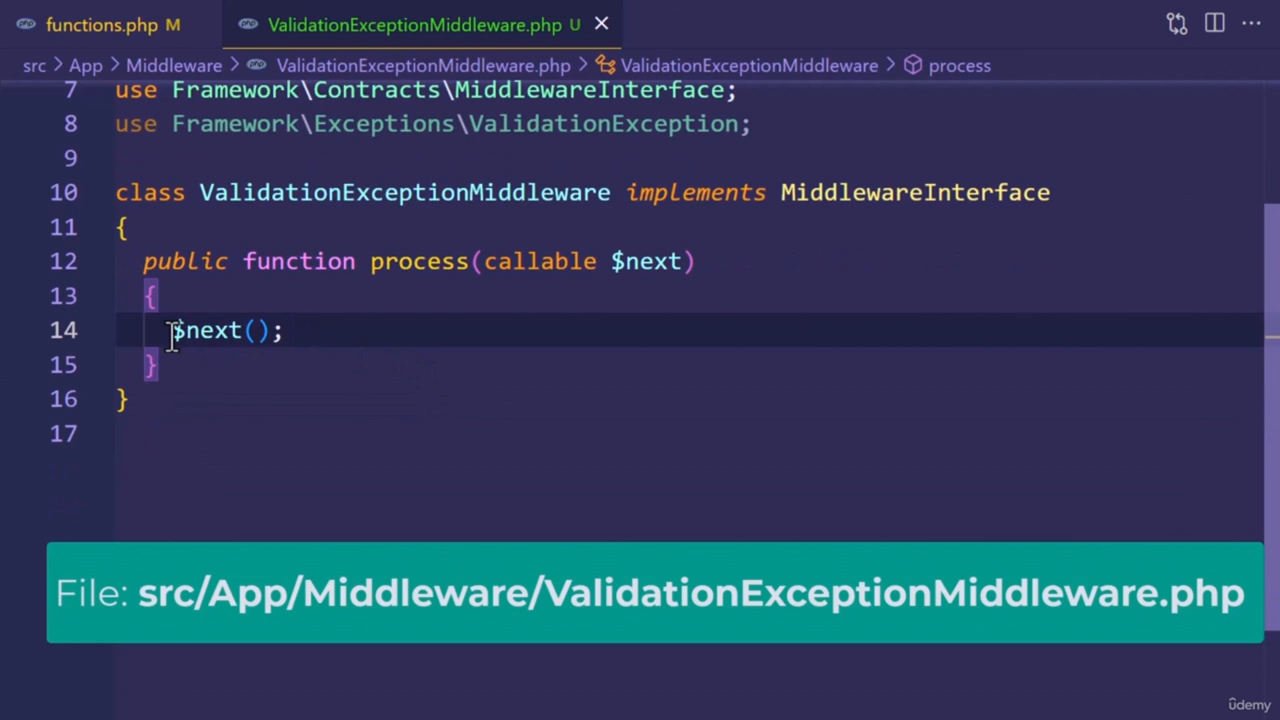 functions.php M
ValidationExceptionMiddleware.php U
src > App > Middleware > ValidationExceptionMiddleware.php > ValidationExceptionMiddleware > process
7 use Framework\Contracts\MiddlewareInterface;
8 use Framework\Exceptions\ValidationException;
9
10 class ValidationExceptionMiddleware implements MiddlewareInterface
11 {
12 public function process(callable $next)
13 {
14 $next();
15 }
16 }
17
File: src/App/Middleware/ValidationExceptionMiddleware.php
ûdemy